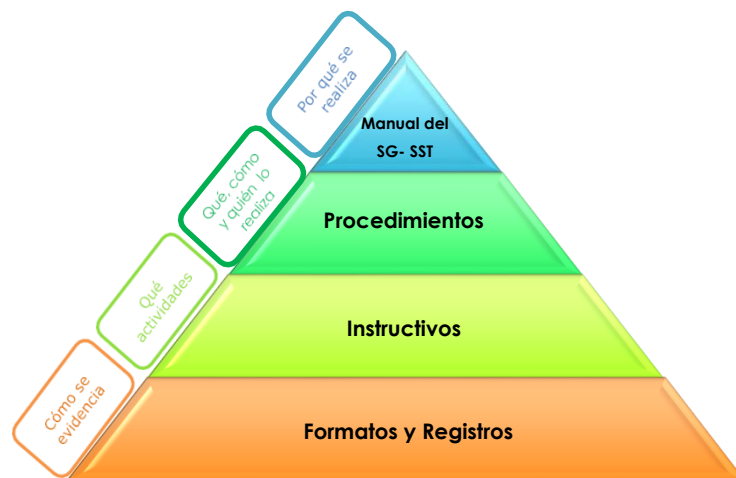 Por qué se
realiza
Manual del
SG- SST
Qué, cómo
y quién lo
realiza
Procedimientos
Qué
actividades
Instructivos
Cómo se
evidencia
Formatos y Registros